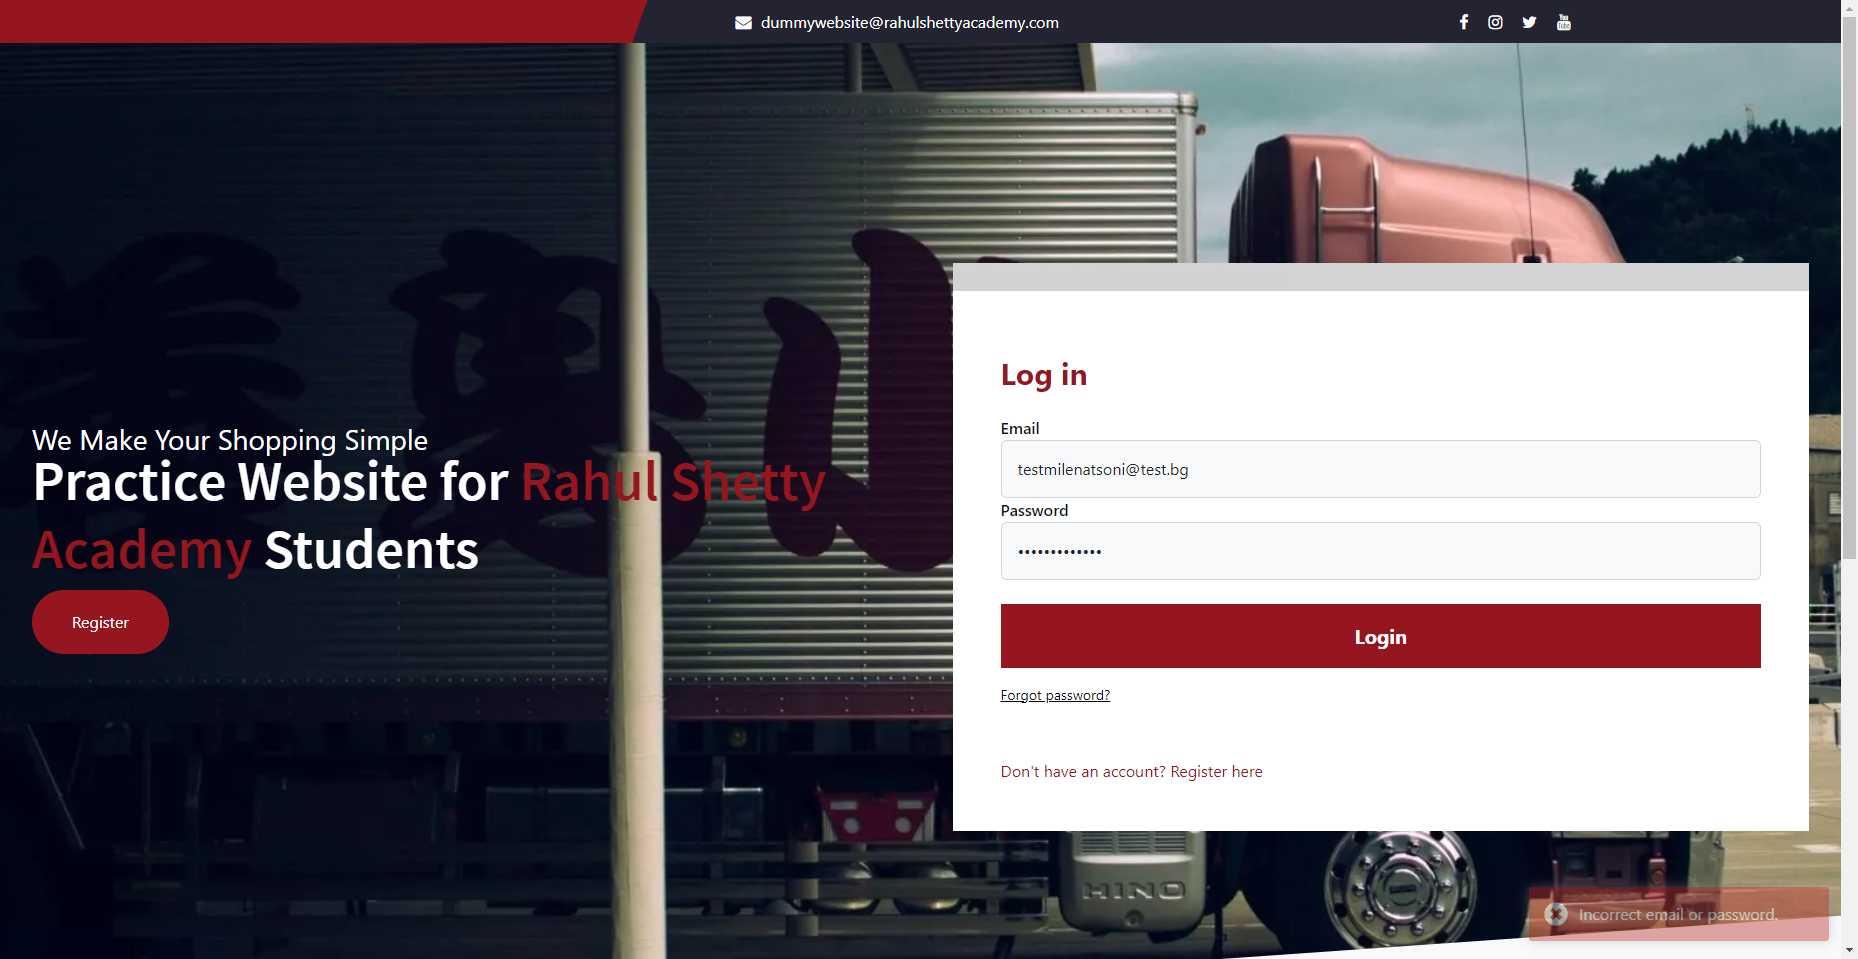 dummywebsite@rahulshettyacademy.com
We Make Your Shopping Simple
Practice Website for Rahul Shetty
Academy Students
Register
Log in
Email
testmilenatsoni@test.bg
Password
•••••••••••••
Login
Forgot password?
Don't have an account? Register here
HINO
Incorrect email or password.